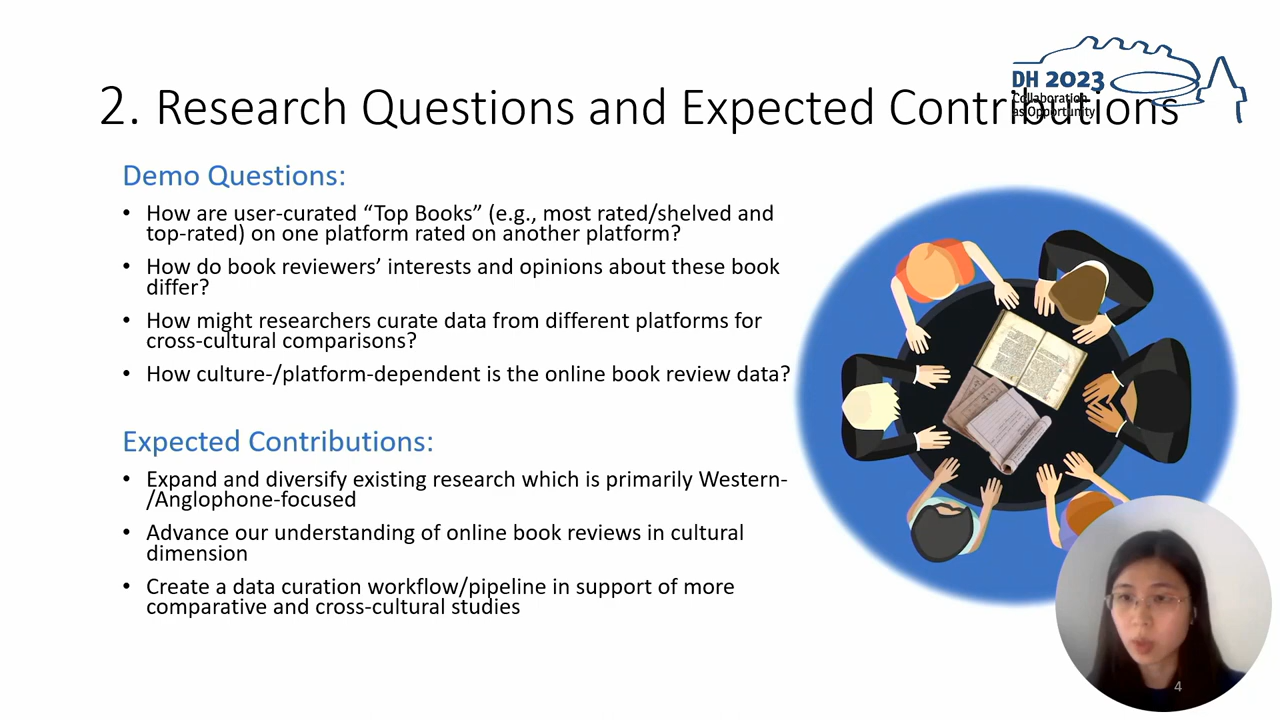 DH 2023
Collaboration
as Opportunity
2. Research Questions and Expected Contributions
Demo Questions:
• How are user-curated “Top Books” (e.g., most rated/shelved and
top-rated) on one platform rated on another platform?
• How do book reviewers’ interests and opinions about these book
differ?
• How might researchers curate data from different platforms for
cross-cultural comparisons?
• How culture-/platform-dependent is the online book review data?
Expected Contributions:
• Expand and diversify existing research which is primarily Western-
/Anglophone-focused
• Advance our understanding of online book reviews in cultural
dimension
• Create a data curation workflow/pipeline in support of more
comparative and cross-cultural studies
4